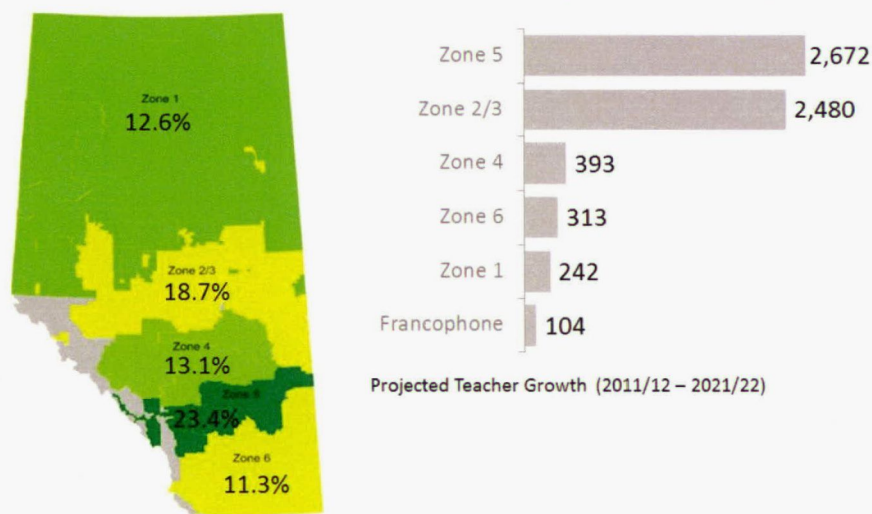 Zone 1
12.6%
Zone 2/3
18.7%
Zone 4
13.1%
Zone 5
23.4%
Zone 6
11.3%
Zone 5 2,672
Zone 2/3 2,480
Zone 4 393
Zone 6 313
Zone 1 242
Francophone 104
Projected Teacher Growth (2011/12 – 2021/22)